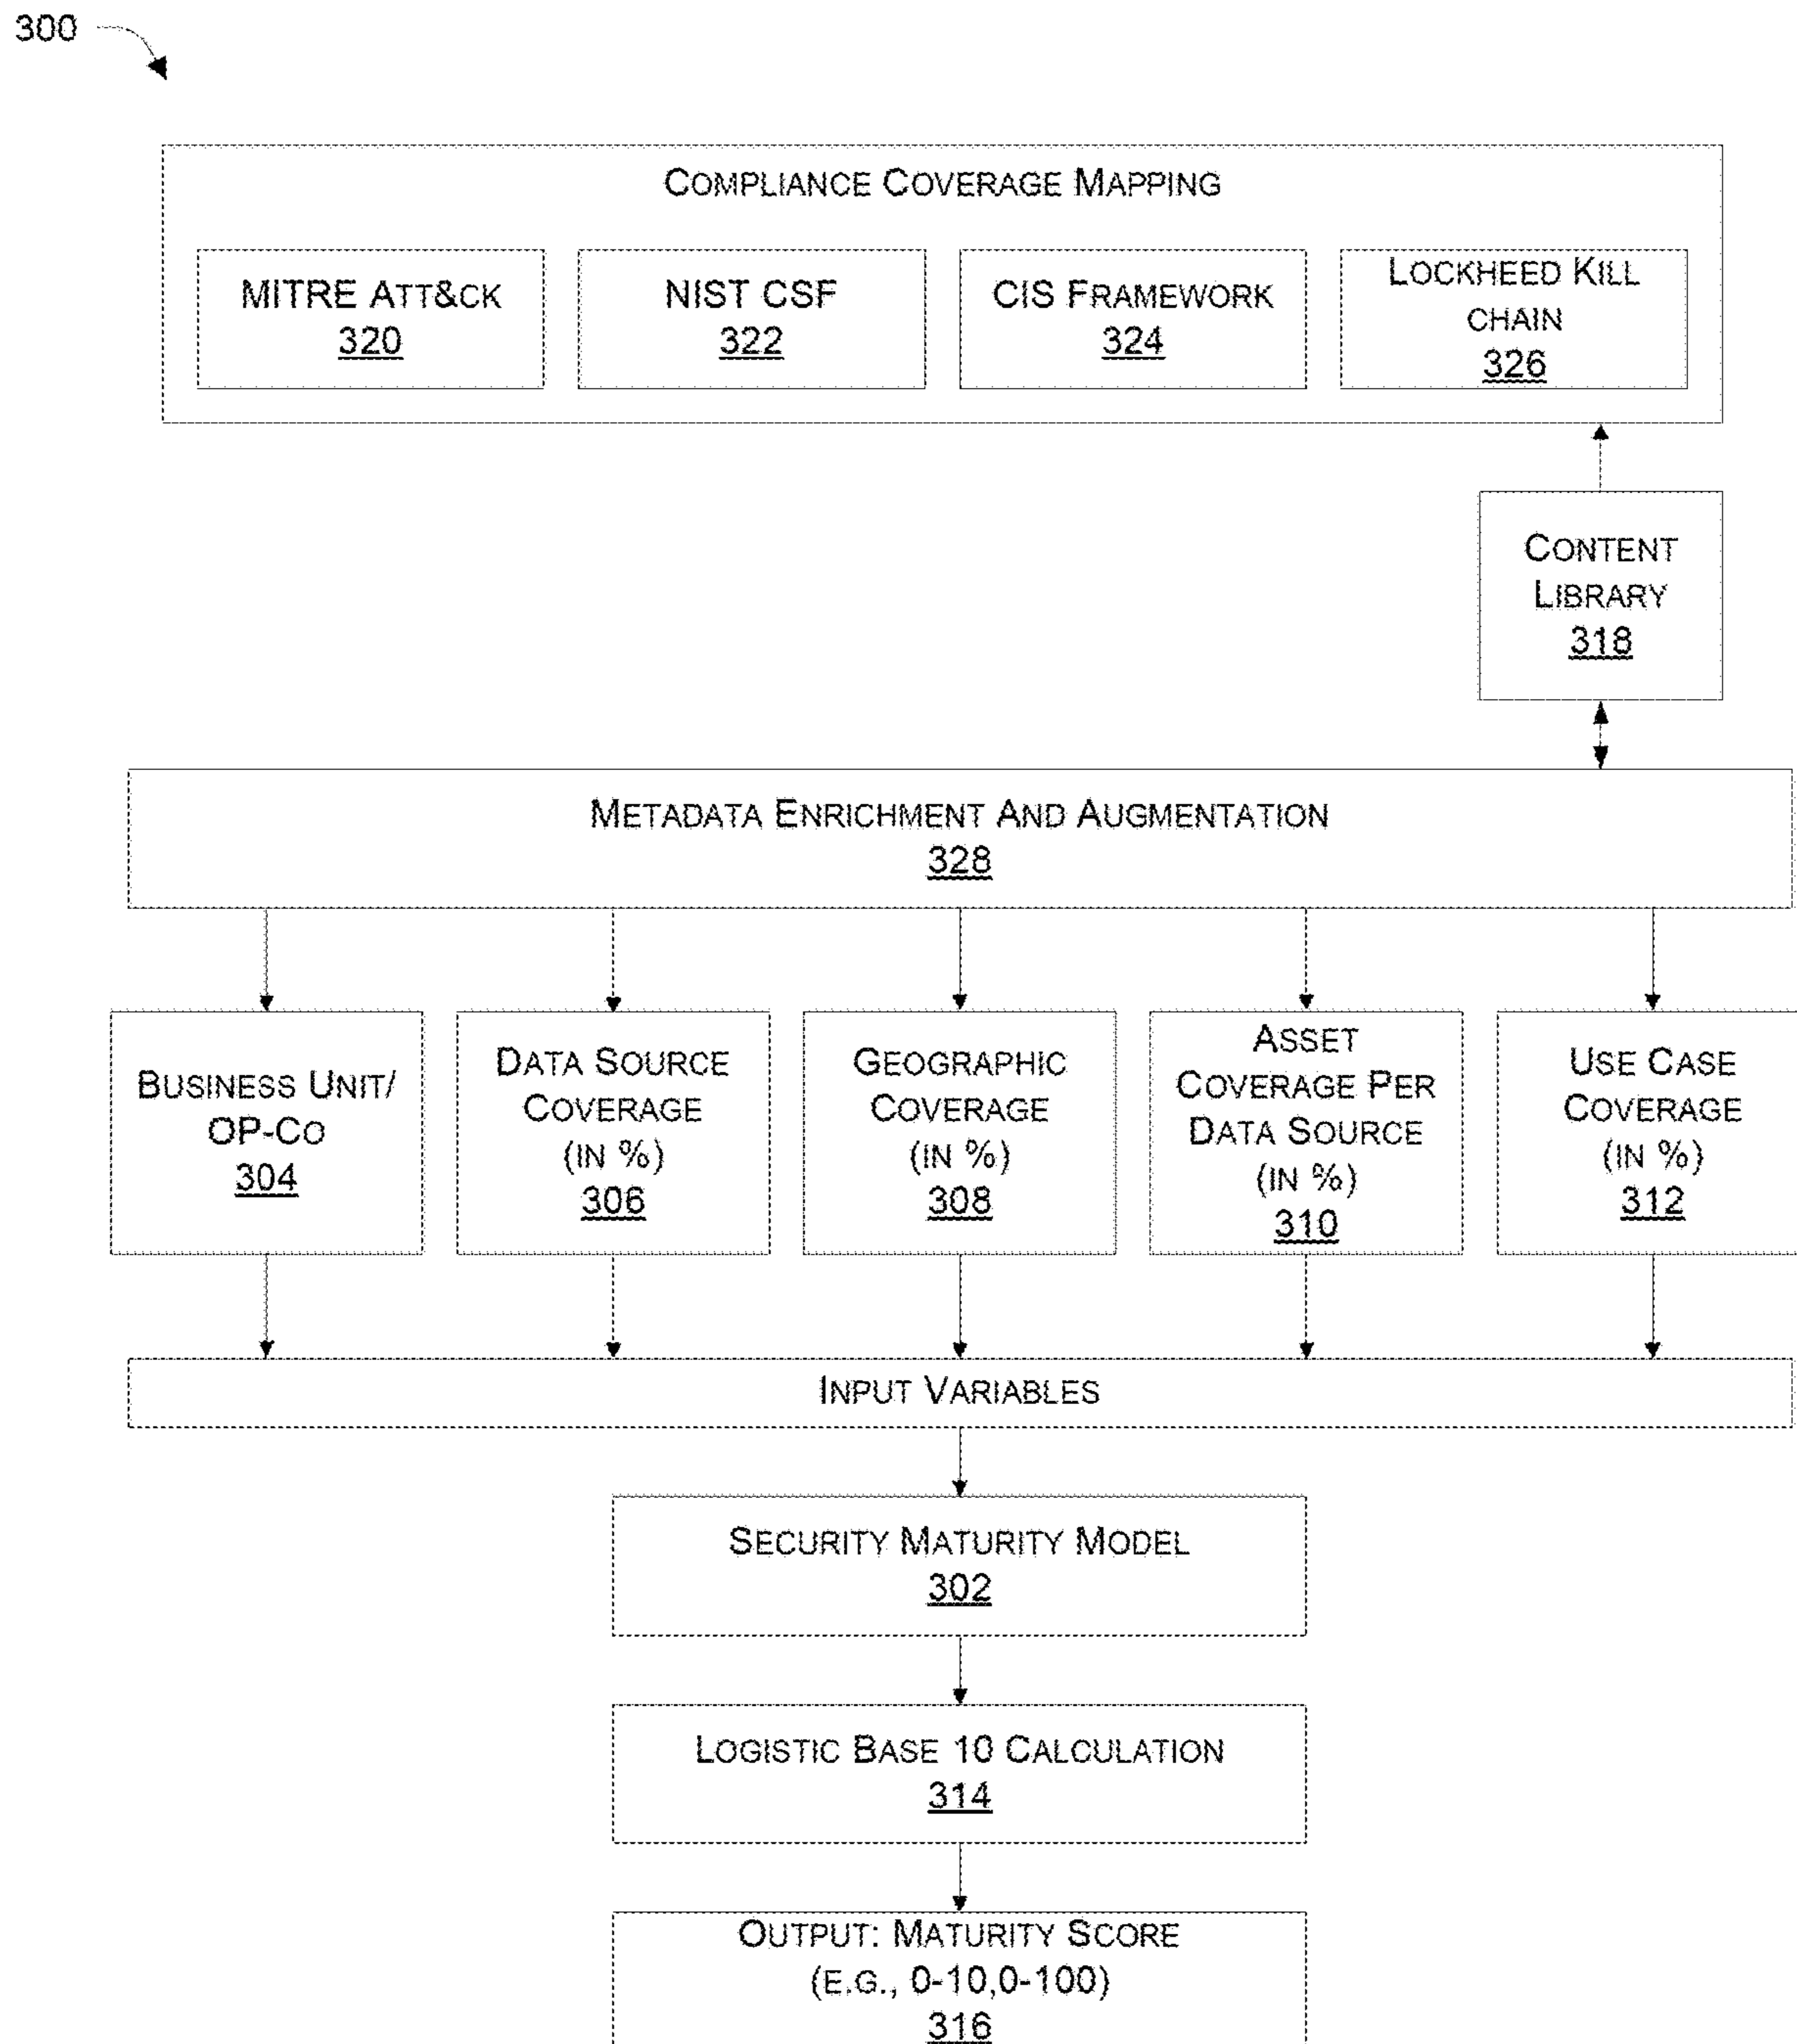 300
COMPLIANCE COVERAGE MAPPING
MITRE ATT&CK
320
NIST CSF
322
CIS FRAMEWORK
324
LOCKHEED KILL
CHAIN
326
CONTENT
LIBRARY
318
METADATA ENRICHMENT AND AUGMENTATION
328
BUSINESS UNIT/
OP-CO
304
DATA SOURCE
COVERAGE
(IN %)
306
GEOGRAPHIC
COVERAGE
(IN %)
308
ASSET
COVERAGE PER
DATA SOURCE
(IN %)
310
USE CASE
COVERAGE
(IN %)
312
INPUT VARIABLES
SECURITY MATURITY MODEL
302
LOGISTIC BASE 10 CALCULATION
314
OUTPUT: MATURITY SCORE
(E.G., 0-10,0-100)
316